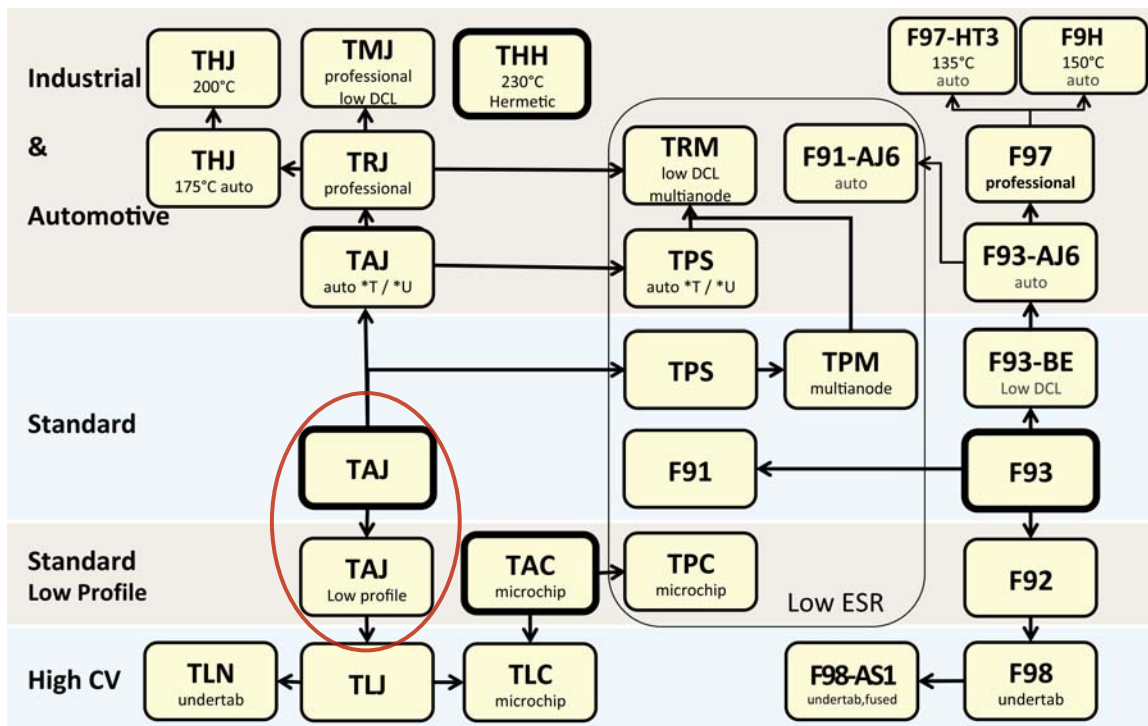 Industrial
&
Automotive
THJ
200°C
TMJ
professional
low DCL
THH
230°C
Hermetic
F97-HT3
135°C
auto
F9H
150°C
auto
THJ
175°C auto
TRJ
professional
TRM
low DCL
multianode
F91-AJ6
auto
F97
professional
TAJ
auto *T / *U
TPS
auto *T / *U
F93-AJ6
auto
Standard
TPS
TPM
multianode
F93-BE
Low DCL
TAJ
F91
F93
Standard
Low Profile
TAJ
Low profile
TAC
microchip
TPC
microchip
Low ESR
F92
High CV
TLN
undertab
TLJ
TLC
microchip
F98-AS1
undertab,fused
F98
undertab